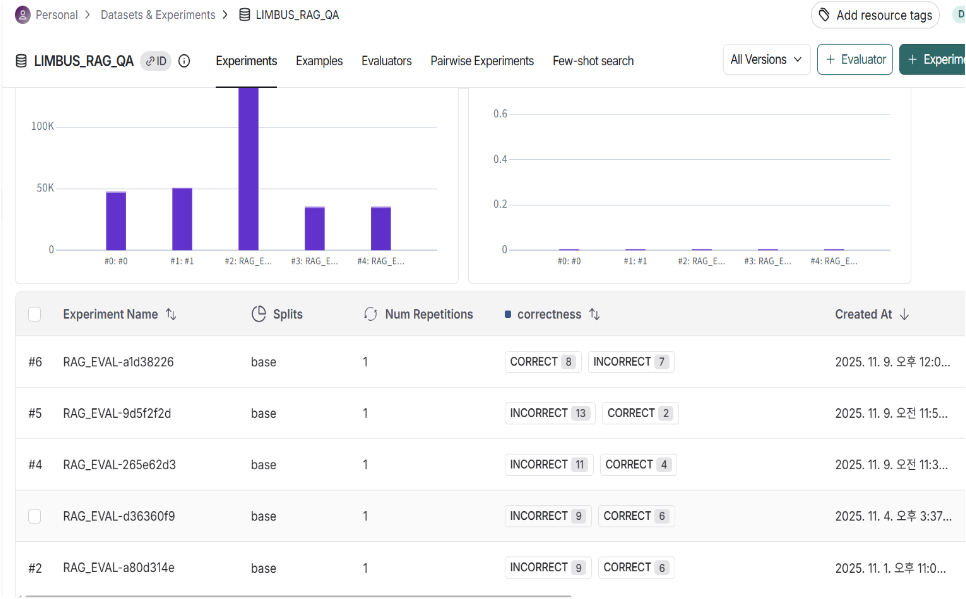 Personal > Datasets & Experiments > LIMBUS_RAG_QA
Add resource tags
D
LIMBUS_RAG_QA ID
Experiments Examples Evaluators Pairwise Experiments Few-shot search
All Versions + Evaluator + Experime
100K
50K
0
#0: #0 #1: #1 #2: RAG_E... #3: RAG_E... #4: RAG_E...
0.6
0.4
0.2
0
#0: #0 #1: #1 #2: RAG_E... #3: RAG_E... #4: RAG_E...
Experiment Name Splits Num Repetitions correctness Created At
#6 RAG_EVAL-a1d38226 base 1 CORRECT 8 INCORRECT 7 2025. 11. 9. 오후 12:0...
#5 RAG_EVAL-9d5f2f2d base 1 INCORRECT 13 CORRECT 2 2025. 11. 9. 오전 11:5...
#4 RAG_EVAL-265e62d3 base 1 INCORRECT 11 CORRECT 4 2025. 11. 9. 오전 11:3...
RAG_EVAL-d36360f9 base 1 INCORRECT 9 CORRECT 6 2025. 11. 4. 오후 3:37...
#2 RAG_EVAL-a80d314e base 1 INCORRECT 9 CORRECT 6 2025. 11. 1. 오후 11:0...